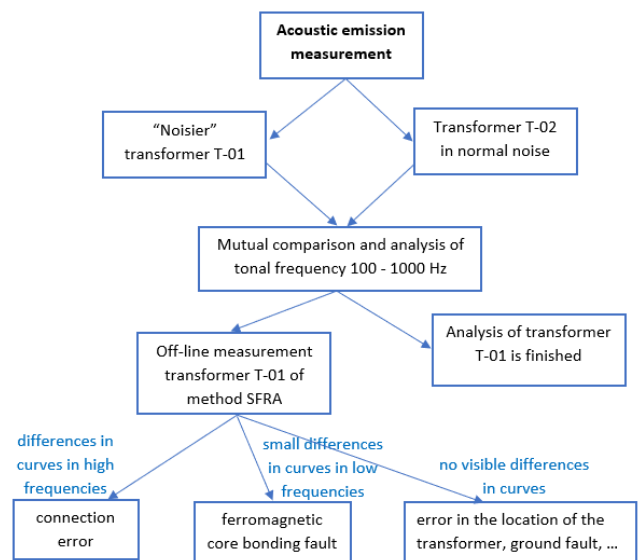 Acoustic emission
measurement
“Noisier”
transformer T-01
Transformer T-02
in normal noise
Mutual comparison and analysis of
tonal frequency 100 - 1000 Hz
Off-line measurement
transformer T-01 of
method SFRA
Analysis of transformer
T-01 is finished
differences in
curves in high
frequencies
small differences
in curves in low
frequencies
no visible differences
in curves
connection
error
ferromagnetic
core bonding fault
error in the location of the
transformer, ground fault, ...